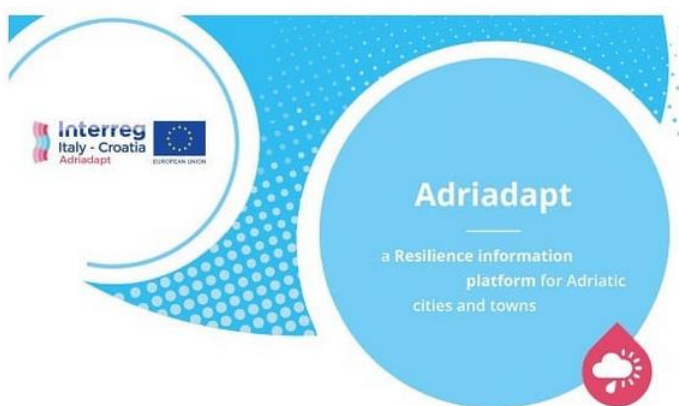 Interreg
Italy - Croatia
Adriadapt
EUROPEAN UNION
Adriadapt
a Resilience information
platform for Adriatic
cities and towns